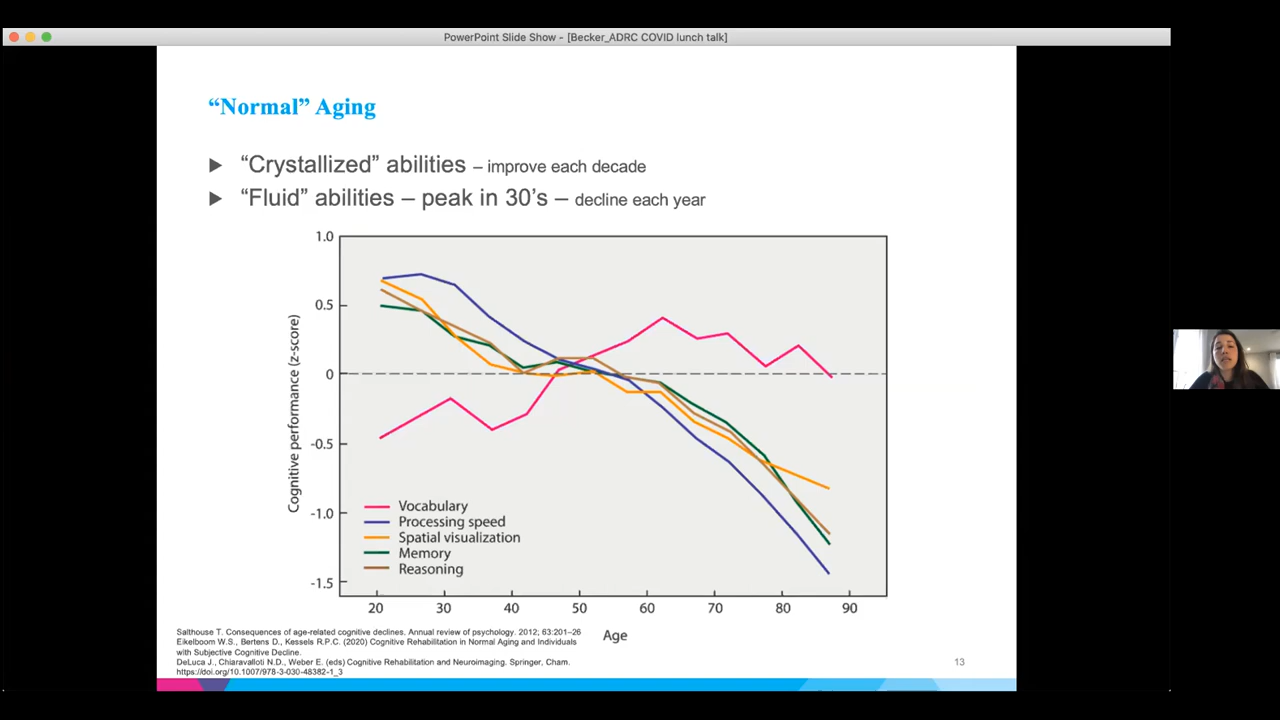 PowerPoint Slide Show - [Becker_ADRC COVID lunch talk]
“Normal” Aging
“Crystallized” abilities – improve each decade
“Fluid” abilities – peak in 30’s – decline each year
1.0
0.5
0
-0.5
-1.0
-1.5
Cognitive performance (z-score)
Vocabulary
Processing speed
Spatial visualization
Memory
Reasoning
20 30 40 50 60 70 80 90
Age
Salthouse T. Consequences of age-related cognitive declines. Annual review of psychology. 2012; 63:201–26
Eikelboom W.S., Bertens D., Kessels R.P.C. (2020) Cognitive Rehabilitation in Normal Aging and Individuals
with Subjective Cognitive Decline.
DeLuca J., Chiaravalloti N.D., Weber E. (eds) Cognitive Rehabilitation and Neuroimaging. Springer, Cham.
https://doi.org/10.1007/978-3-030-48382-1_3
13